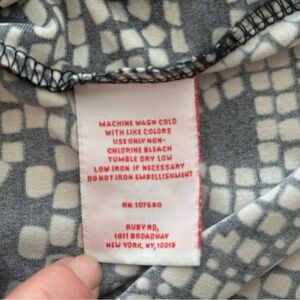 MACHINE WASH COLD
WITH LIKE COLORS
USE ONLY NON-
CHLORINE BLEACH
TUMBLE DRY LOW
LOW IRON IF NECESSARY
DO NOT IRON EMBELLISHMENT
RN 107680
RUBY RD,
1411 BROADWAY
NEW YORK, NY, 10018